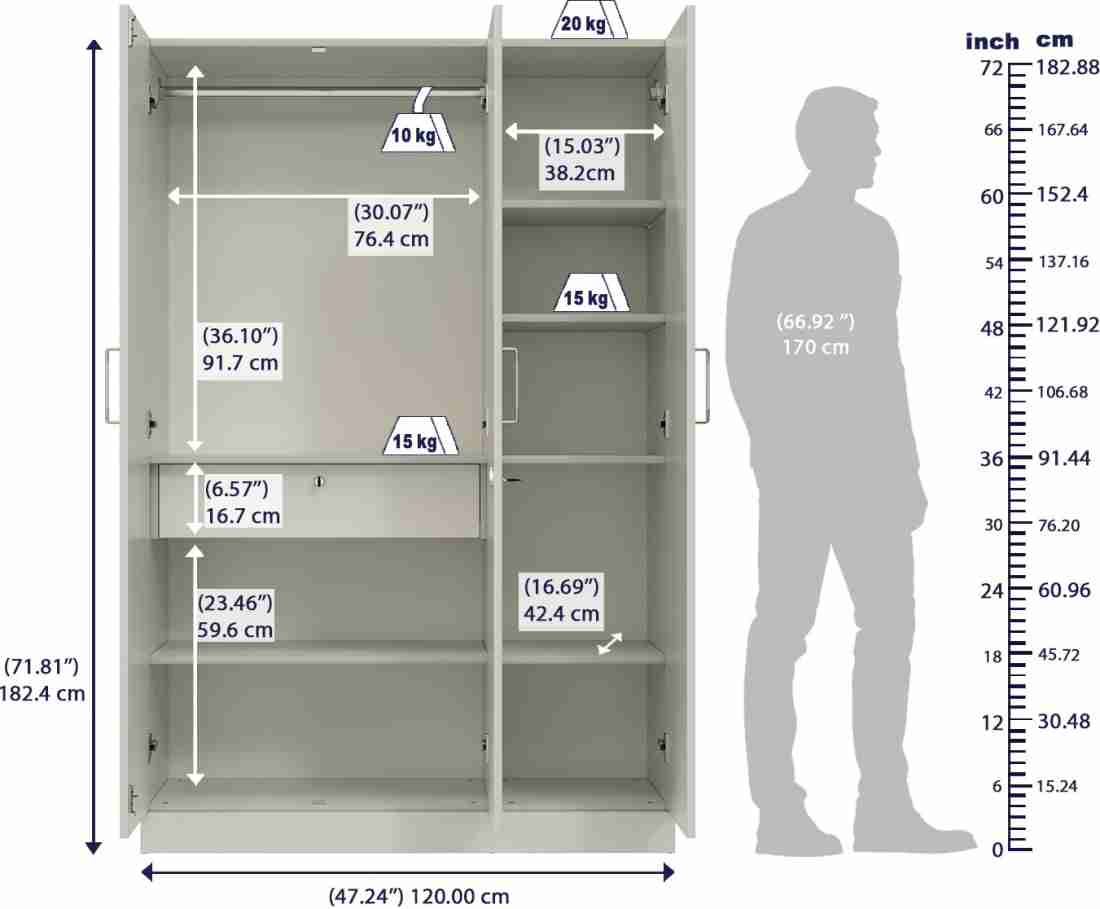 20 kg
inch cm
72 182.88
10 kg
66 167.64
(15.03”)
38.2cm
60 152.4
(30.07”)
76.4 cm
54 137.16
15 kg
(66.92 ”)
170 cm
48 121.92
(36.10”)
91.7 cm
42 106.68
15 kg
36 91.44
(6.57”)
16.7 cm
30 76.20
(16.69”)
42.4 cm
24 60.96
(23.46”)
59.6 cm
(71.81”)
182.4 cm
18 45.72
12 30.48
6 15.24
0
(47.24”) 120.00 cm